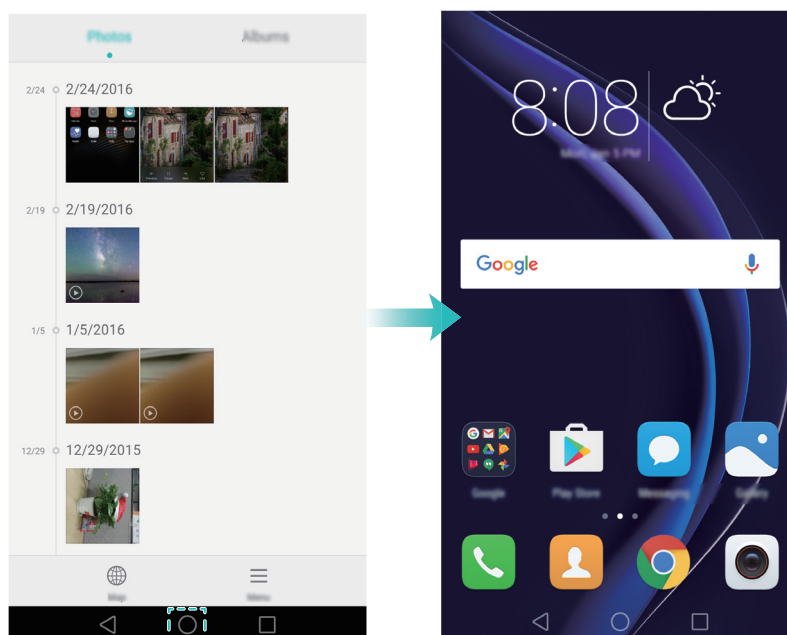 Photos
Albums
2/24
2/24/2016
2/19
2/19/2016
1/5
1/5/2016
12/29
12/29/2015
Map
Menu
8:08
Google
Google
Play Store
Messaging
Gallery